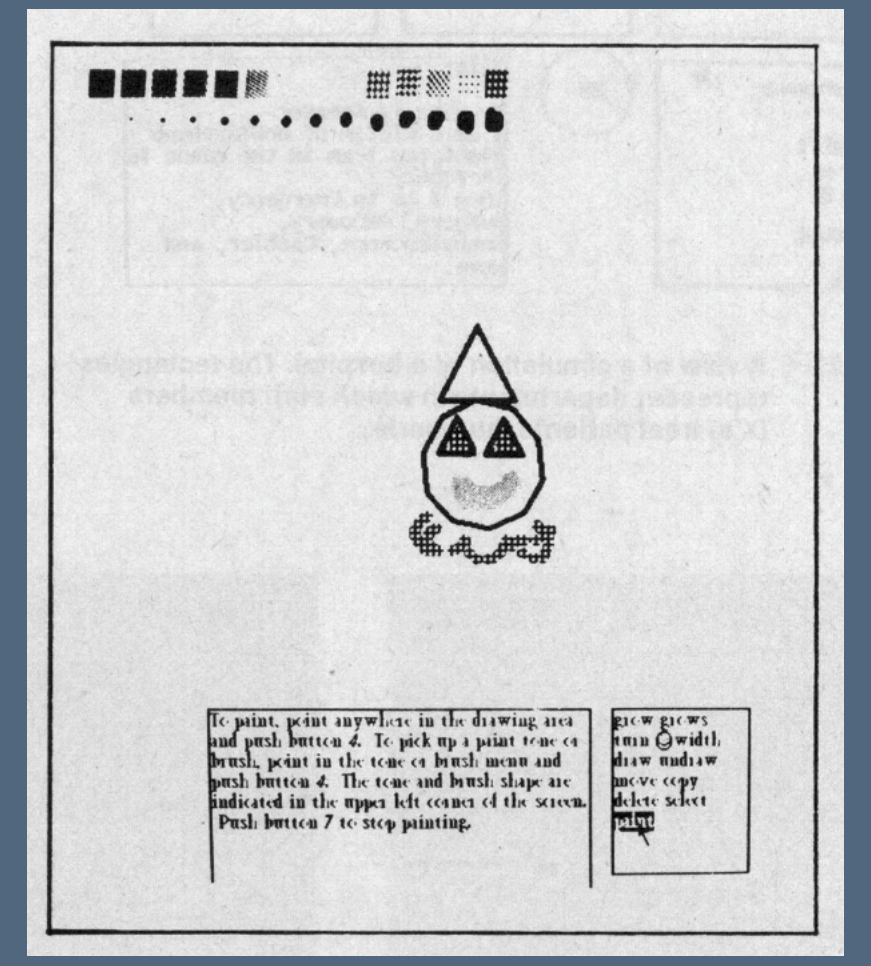 To paint, point anywhere in the drawing area
and push button 4. To pick up a paint tone or
brush, point in the tone or brush menu and
push button 4. The tone and brush shape are
indicated in the upper left corner of the screen.
Push button 7 to stop painting.
grow grows
turn width
draw undraw
move copy
delete select
paint